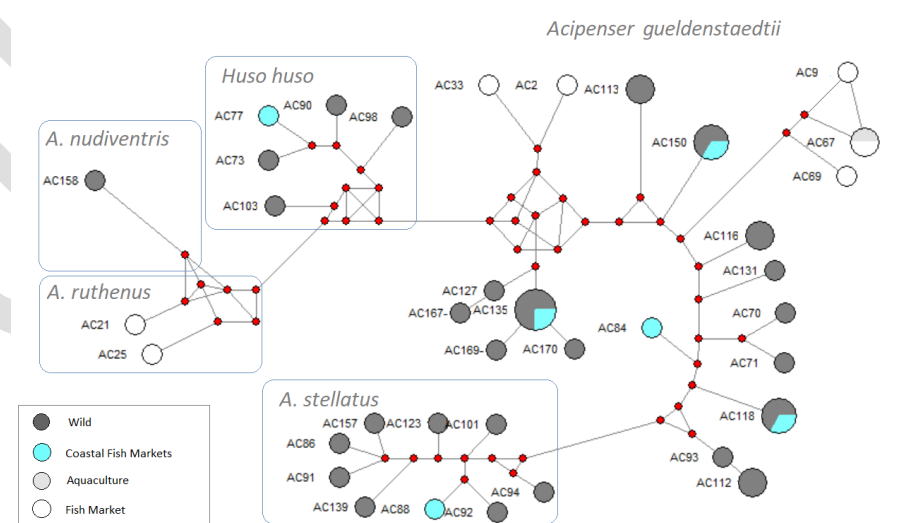 Acipenser gueldenstaedtii
Huso huso
A. nudiventris
AC33
AC2
AC113
AC9
AC77
AC90
AC98
AC150
AC67
AC73
AC69
AC158
AC103
AC116
AC131
A. ruthenus
AC127
AC167-
AC135
AC70
AC21
AC84
AC169-
AC170
AC71
AC25
A. stellatus
AC118
AC157
AC123
AC101
AC86
AC93
AC91
AC94
AC112
AC139
AC88
AC92
Wild
Coastal Fish Markets
Aquaculture
Fish Market